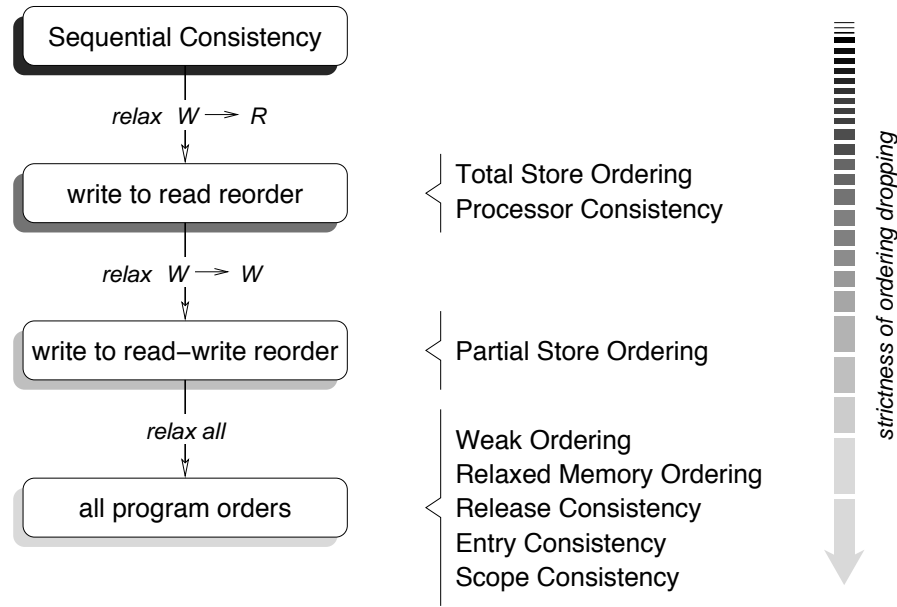 Sequential Consistency
relax W → R
write to read reorder
Total Store Ordering
Processor Consistency
relax W → W
write to read–write reorder
Partial Store Ordering
relax all
all program orders
Weak Ordering
Relaxed Memory Ordering
Release Consistency
Entry Consistency
Scope Consistency
strictness of ordering dropping